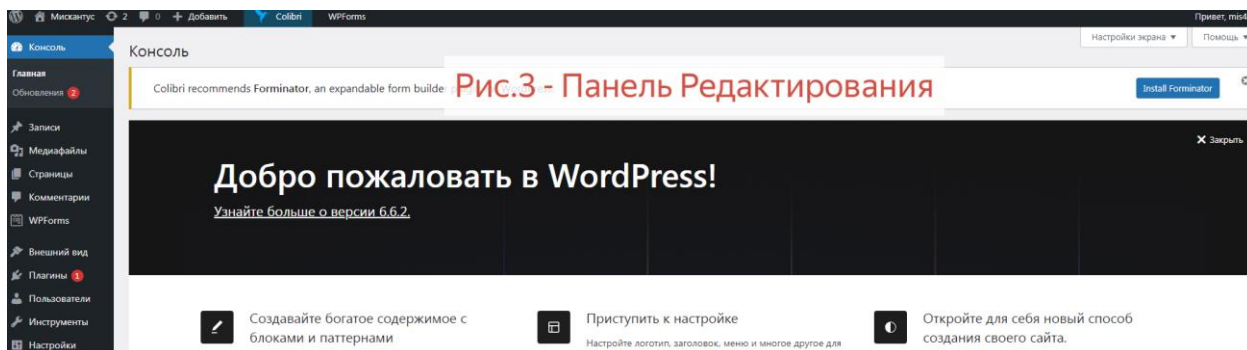 Мискантус 2 0 Добавить Colibri WPForms Привет, mis4
Консоль
Главная
Обновления 2
Записи
Медиафайлы
Страницы
Комментарии
WPForms
Внешний вид
Плагины 1
Пользователи
Инструменты
Настройки
Настройки экрана Помощь
Консоль
Colibri recommends Forminator, an expandable form builder
Рис.3 - Панель Редактирования
Install Forminator
Закрыть
Добро пожаловать в WordPress!
Узнайте больше о версии 6.6.2.
Создавайте богатое содержимое с
блоками и паттернами
Приступить к настройке
Настройте логотип, заголовок, меню и многое другое для
Откройте для себя новый способ
создания своего сайта.